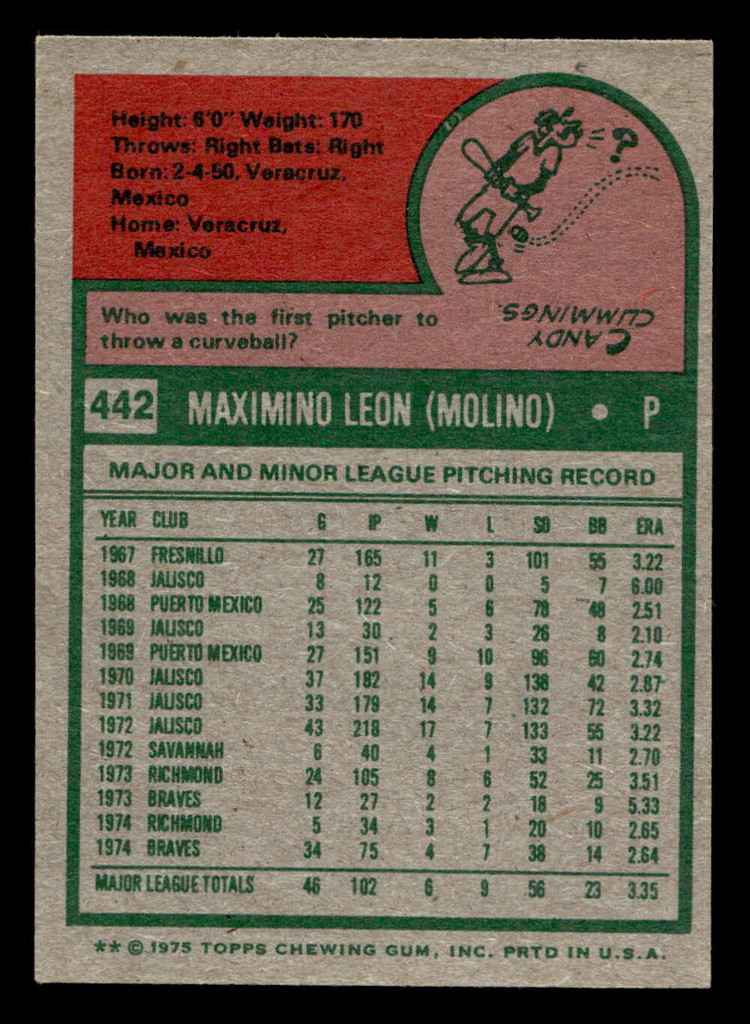 Height: 6'0" Weight: 170
Throws: Right Bats: Right
Born: 2-4-50, Veracruz,
Mexico
Home: Veracruz,
Mexico
?
Who was the first pitcher to
throw a curveball?
CANDY
CUMMINGS.
442 MAXIMINO LEON (MOLINO) • P
MAJOR AND MINOR LEAGUE PITCHING RECORD
YEAR CLUB G IP W L SO BB ERA
1967 FRESNILLO 27 165 11 3 101 55 3.22
1968 JALISCO 8 12 0 0 5 7 6.00
1968 PUERTO MEXICO 25 122 5 6 78 48 2.51
1969 JALISCO 13 30 2 3 26 8 2.10
1969 PUERTO MEXICO 27 151 9 10 96 60 2.74
1970 JALISCO 37 182 14 9 138 42 2.87
1971 JALISCO 33 179 14 7 132 72 3.32
1972 JALISCO 43 218 17 7 133 55 3.22
1972 SAVANNAH 6 40 4 1 33 11 2.70
1973 RICHMOND 24 105 8 6 52 25 3.51
1973 BRAVES 12 27 2 2 18 9 5.33
1974 RICHMOND 5 34 3 1 20 10 2.65
1974 BRAVES 34 75 4 7 38 14 2.64
MAJOR LEAGUE TOTALS 46 102 6 9 56 23 3.35
** © 1975 TOPPS CHEWING GUM, INC. PRTD IN U.S.A.